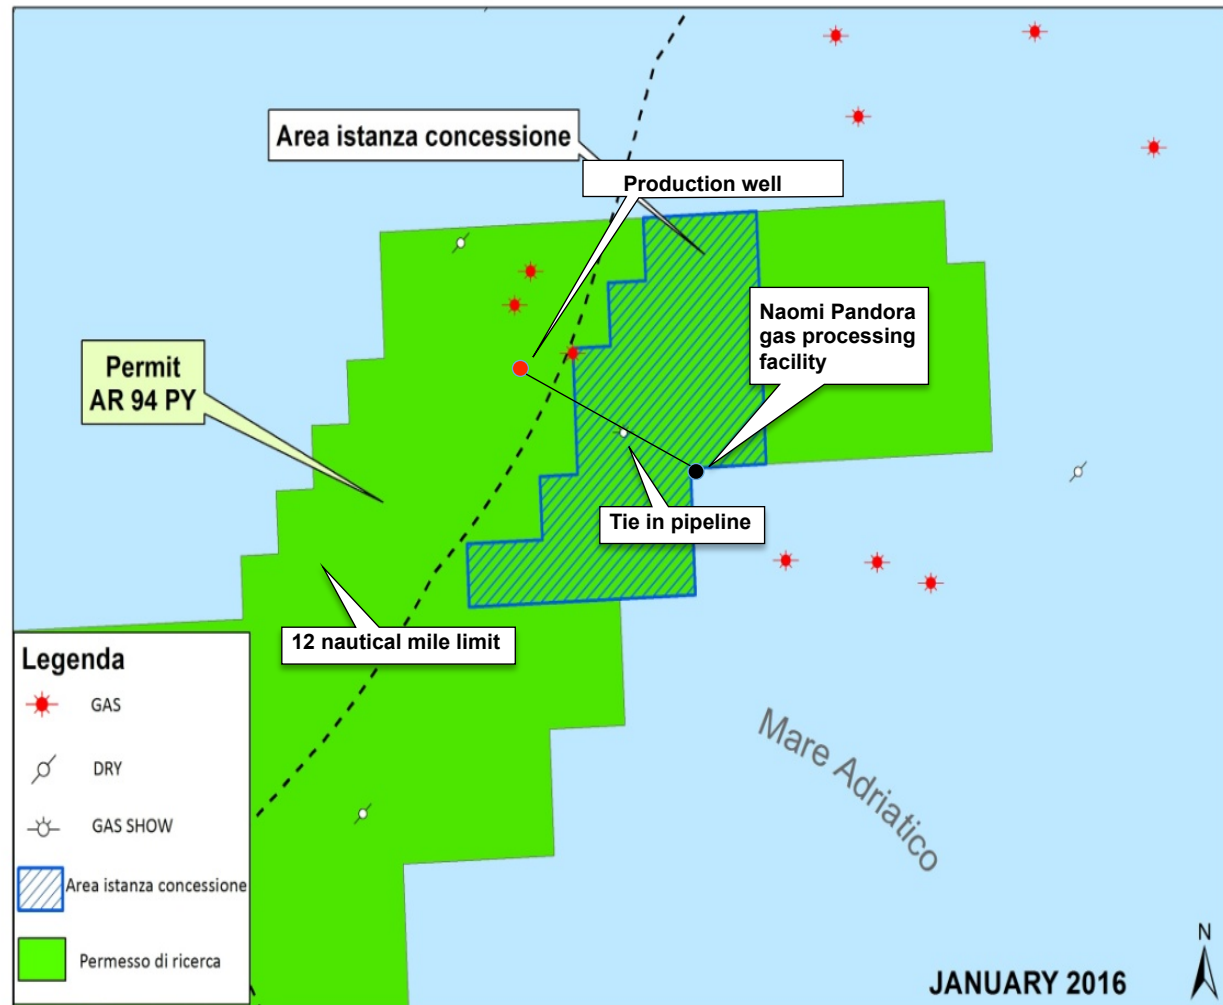 Area istanza concessione
Production well
Naomi Pandora
gas processing
facility
Permit
AR 94 PY
Tie in pipeline
12 nautical mile limit
Legenda
GAS
DRY
GAS SHOW
Area istanza concessione
Permesso di ricerca
Mare Adriatico
N
JANUARY 2016